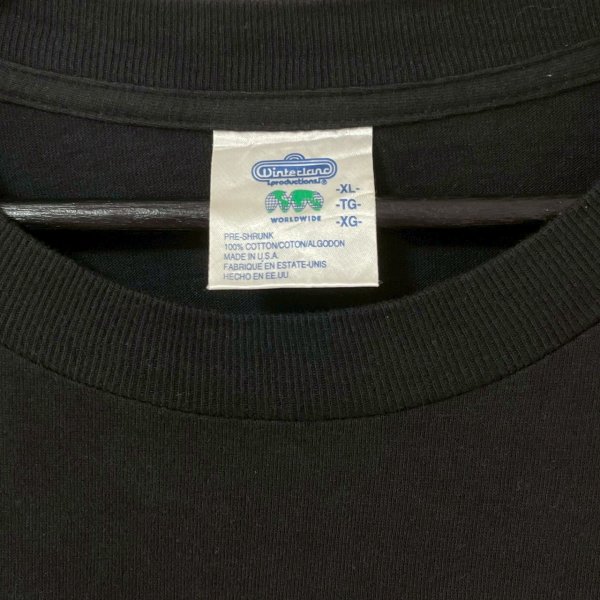 Winterland
productions®
WORLDWIDE
-XL-
-TG-
-XG-
PRE-SHRUNK
100% COTTON/COTON/ALGODON
MADE IN U.S.A.
FABRIQUE EN ESTATE-UNIS
HECHO EN EE.UU.